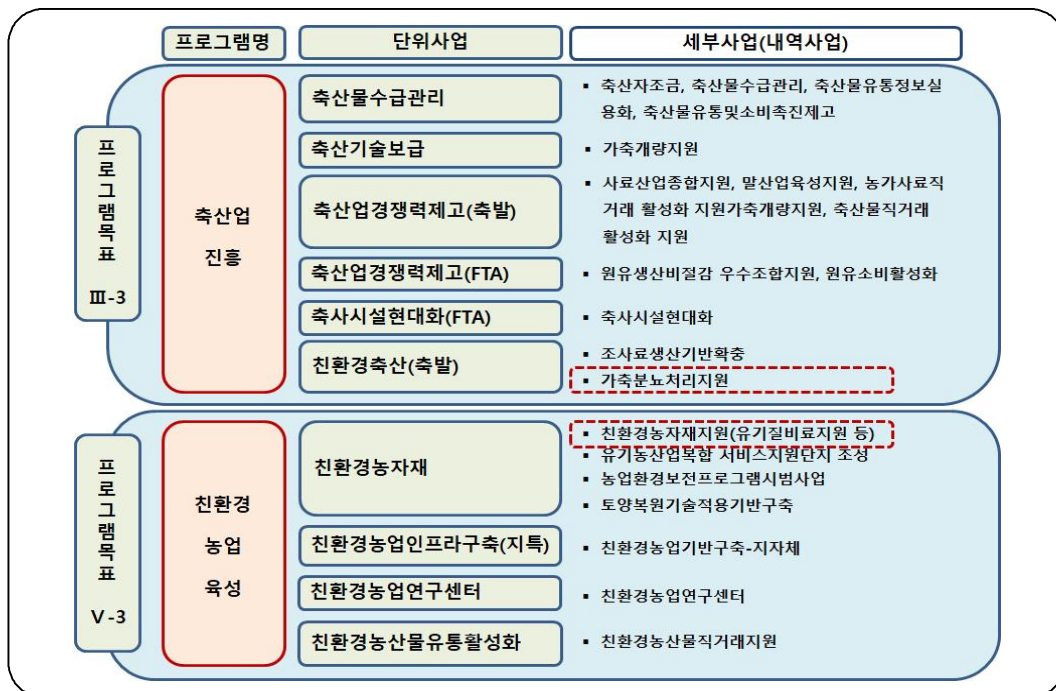 프로그램명
단위사업
세부사업(내역사업)
프로그램목표
Ⅲ-3
축산업
진흥
축산물수급관리
▪ 축산자조금, 축산물수급관리, 축산물유통정보실
용화, 축산물유통및소비촉진제고
축산기술보급
▪ 가축개량지원
축산업경쟁력제고(축발)
▪ 사료산업종합지원, 말산업육성지원, 농가사료직
거래 활성화 지원가축개량지원, 축산물직거래
활성화 지원
축산업경쟁력제고(FTA)
▪ 원유생산비절감 우수조합지원, 원유소비활성화
축사시설현대화(FTA)
▪ 축사시설현대화
친환경축산(축발)
▪ 조사료생산기반확충
▪ 가축분뇨처리지원
프로그램목표
Ⅴ-3
친환경
농업
육성
친환경농자재
▪ 친환경농자재지원(유기질비료지원 등)
▪ 유기농산업복합 서비스지원단지 조성
▪ 농업환경보전프로그램시범사업
▪ 토양복원기술적용기반구축
친환경농업인프라구축(지특)
▪ 친환경농업기반구축-지자체
친환경농업연구센터
▪ 친환경농업연구센터
친환경농산물유통활성화
▪ 친환경농산물직거래지원